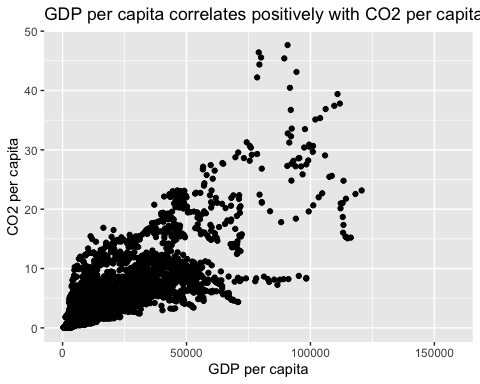 GDP per capita correlates positively with CO2 per capita
50
40
30
20
10
0
CO2 per capita
0 50000 100000 150000
GDP per capita